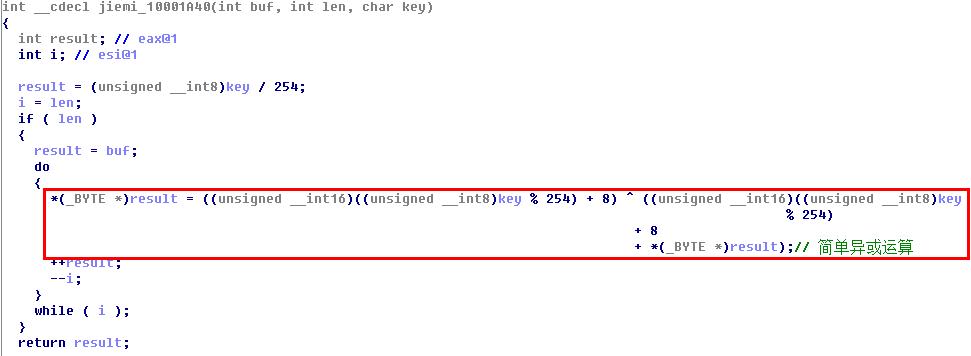 int __cdecl jiemi_10001A40(int buf, int len, char key)
{
  int result; // eax@1
  int i; // esi@1

  result = (unsigned __int8)key / 254;
  i = len;
  if ( len )
  {
    result = buf;
    do
    {
      *(_BYTE *)result = ((unsigned __int16)((unsigned __int8)key % 254) + 8) ^ ((unsigned __int16)((unsigned __int8)key
                                                                                                  % 254)
                                                                               + 8
                                                                               + *(_BYTE *)result);// 简单异或运算
      ++result;
      --i;
    }
    while ( i );
  }
  return result;